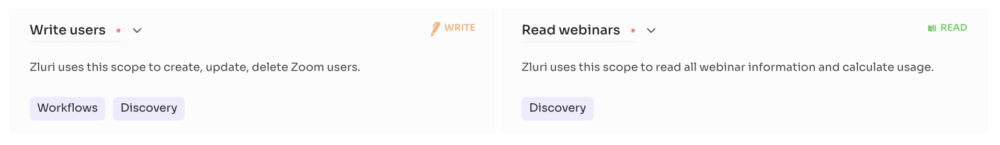 Write users *
WRITE
Zluri uses this scope to create, update, delete Zoom users.
Workflows
Discovery
Read webinars *
READ
Zluri uses this scope to read all webinar information and calculate usage.
Discovery